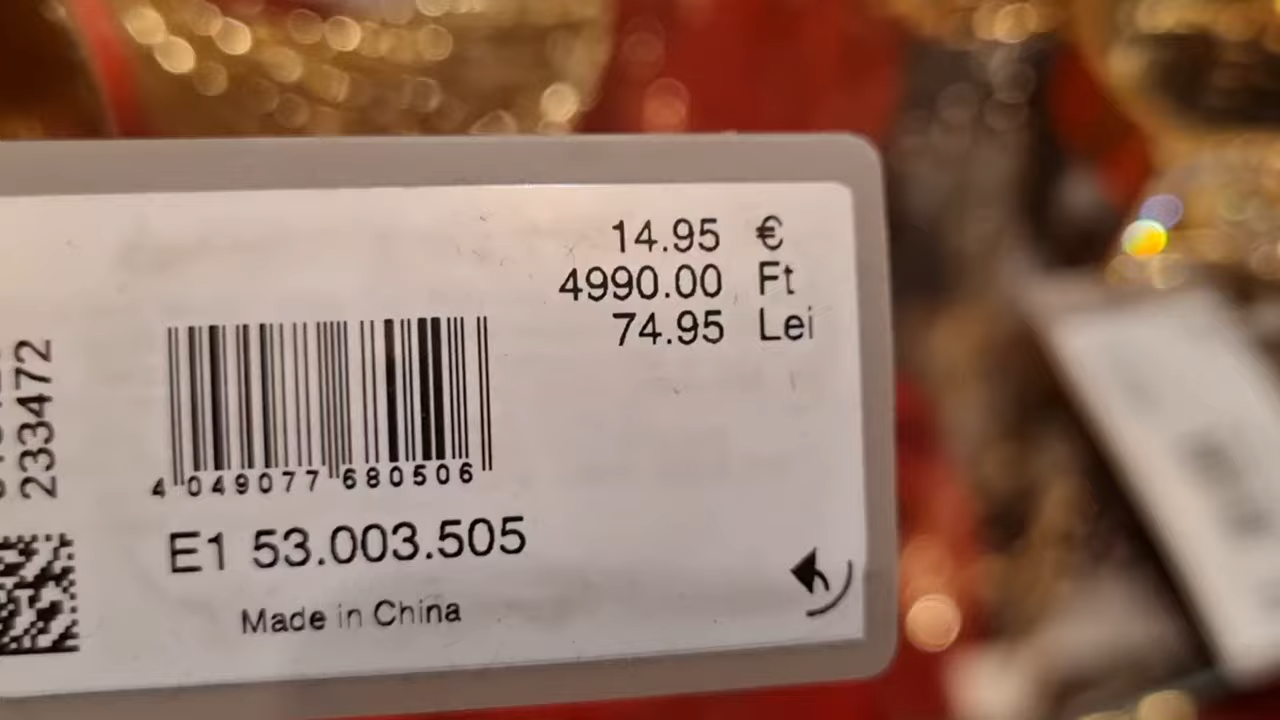 14.95 €
4990.00 Ft
74.95 Lei
233472
4 049077 680506
E1 53.003.505
Made in China